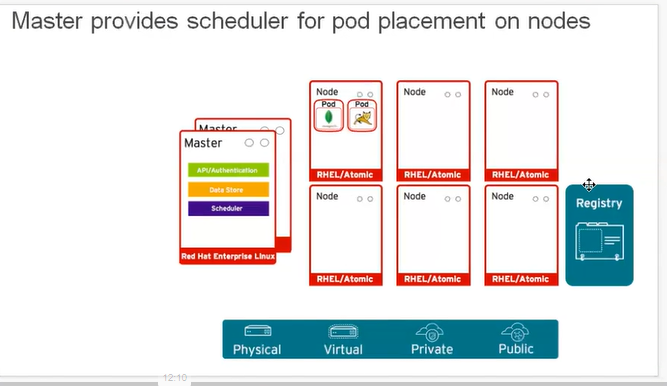 Master provides scheduler for pod placement on nodes
Node
Node
Node
Pod
Pod
RHEL/Atomic
RHEL/Atomic
RHEL/Atomic
Master
Master
API/Authentication
Data Store
Scheduler
Red Hat Enterprise Linux
Node
Node
Node
RHEL/Atomic
RHEL/Atomic
RHEL/Atomic
Registry
Physical
Virtual
Private
Public
12:10